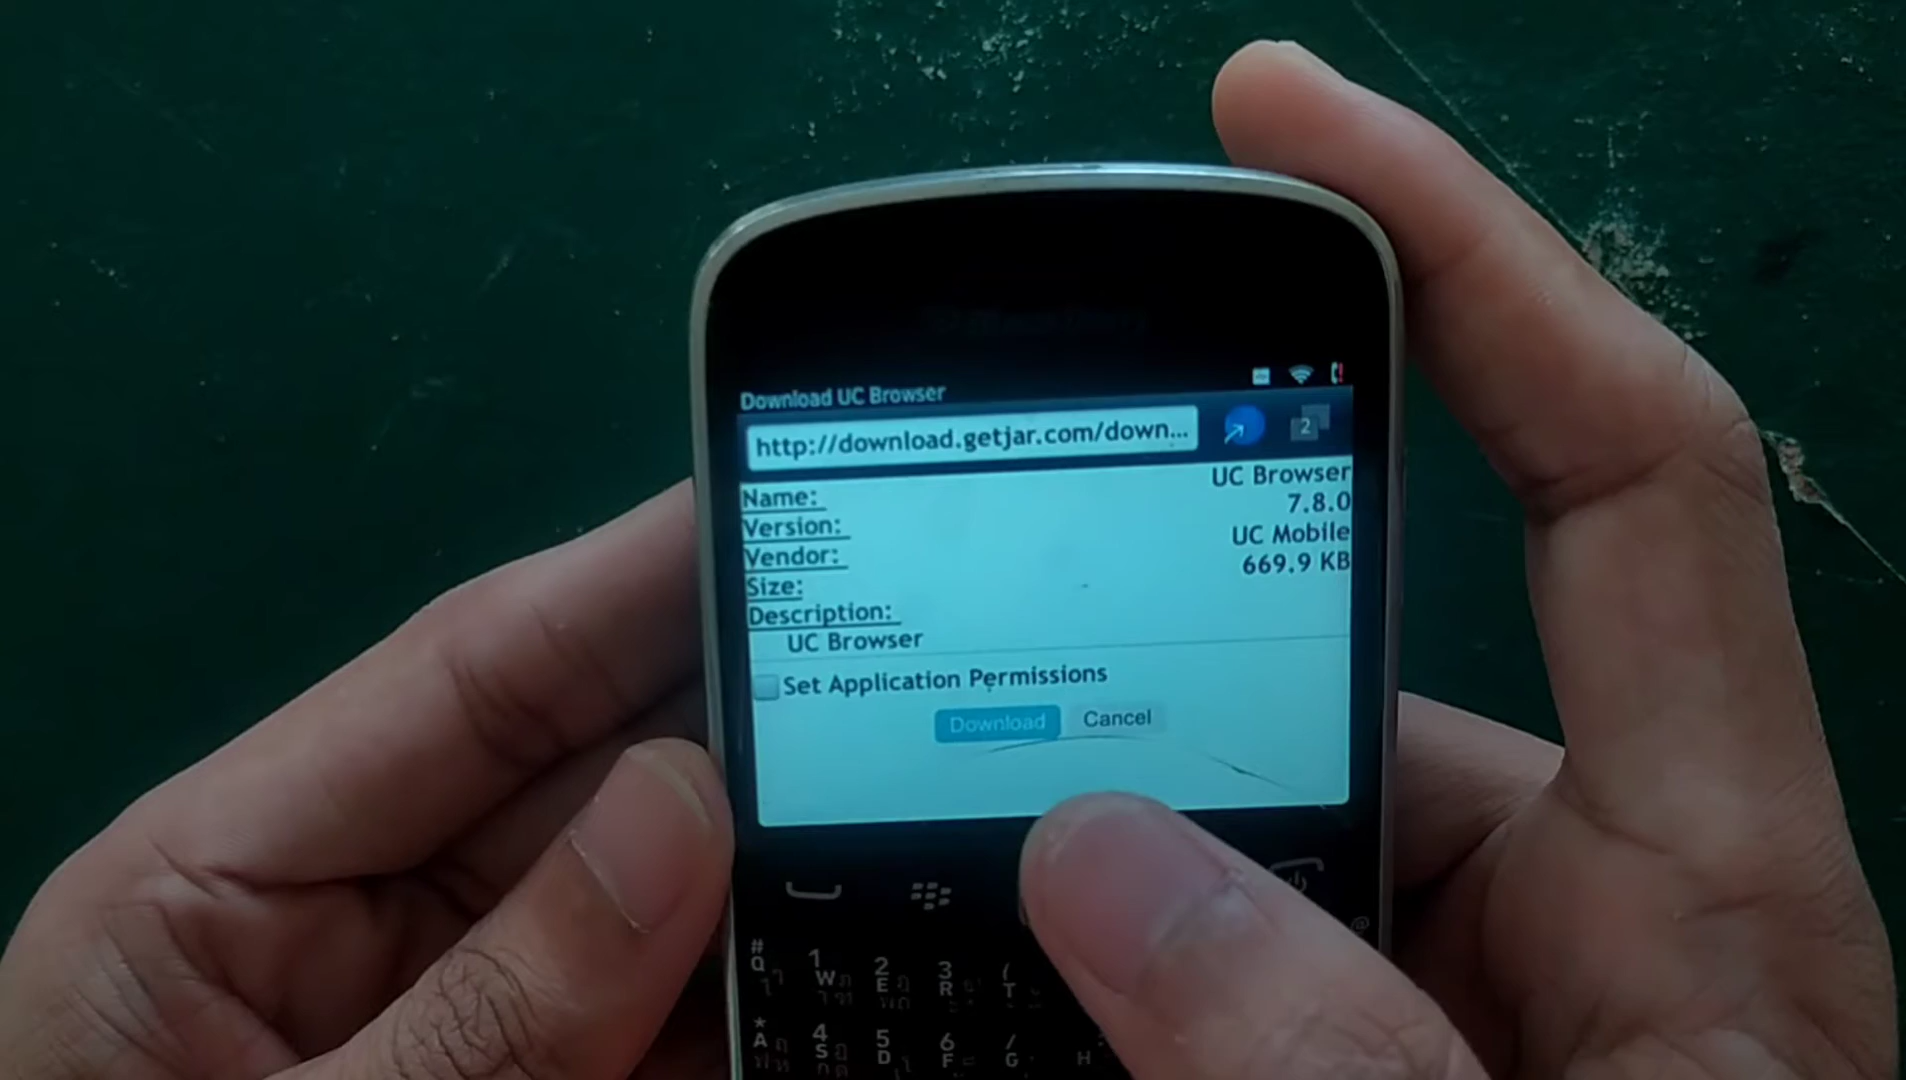 Download UC Browser
http://download.getjar.com/down...
2
Name: UC Browser
Version: 7.8.0
Vendor: UC Mobile
Size: 669.9 KB
Description:
UC Browser
Set Application Permissions
Download Cancel
# 1 2 3 (
Q W E R T
* 4 5 6 /
A S D F G H
@